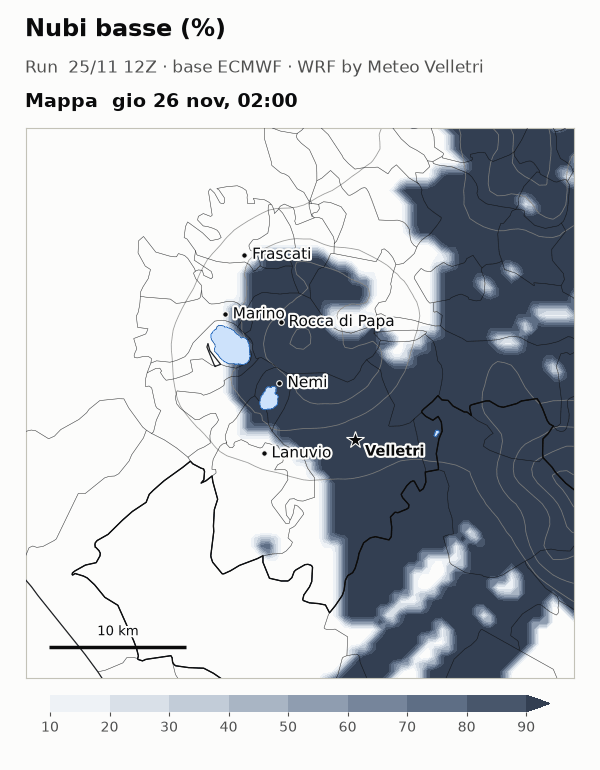 Nubi basse (%)
Run  25/11 12Z · base ECMWF · WRF by Meteo Velletri
Mappa  gio 26 nov, 02:00
Frascati
Marino
Rocca di Papa
Nemi
Velletri
Lanuvio
10 km
10 20 30 40 50 60 70 80 90